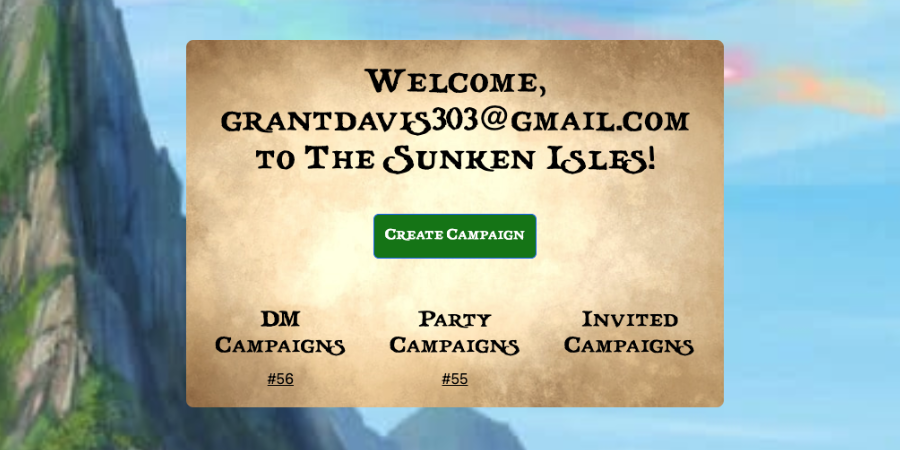 Welcome,
grantdavis303@gmail.com
to The Sunken Isles!
Create Campaign
DM
Campaigns
#56
Party
Campaigns
#55
Invited
Campaigns